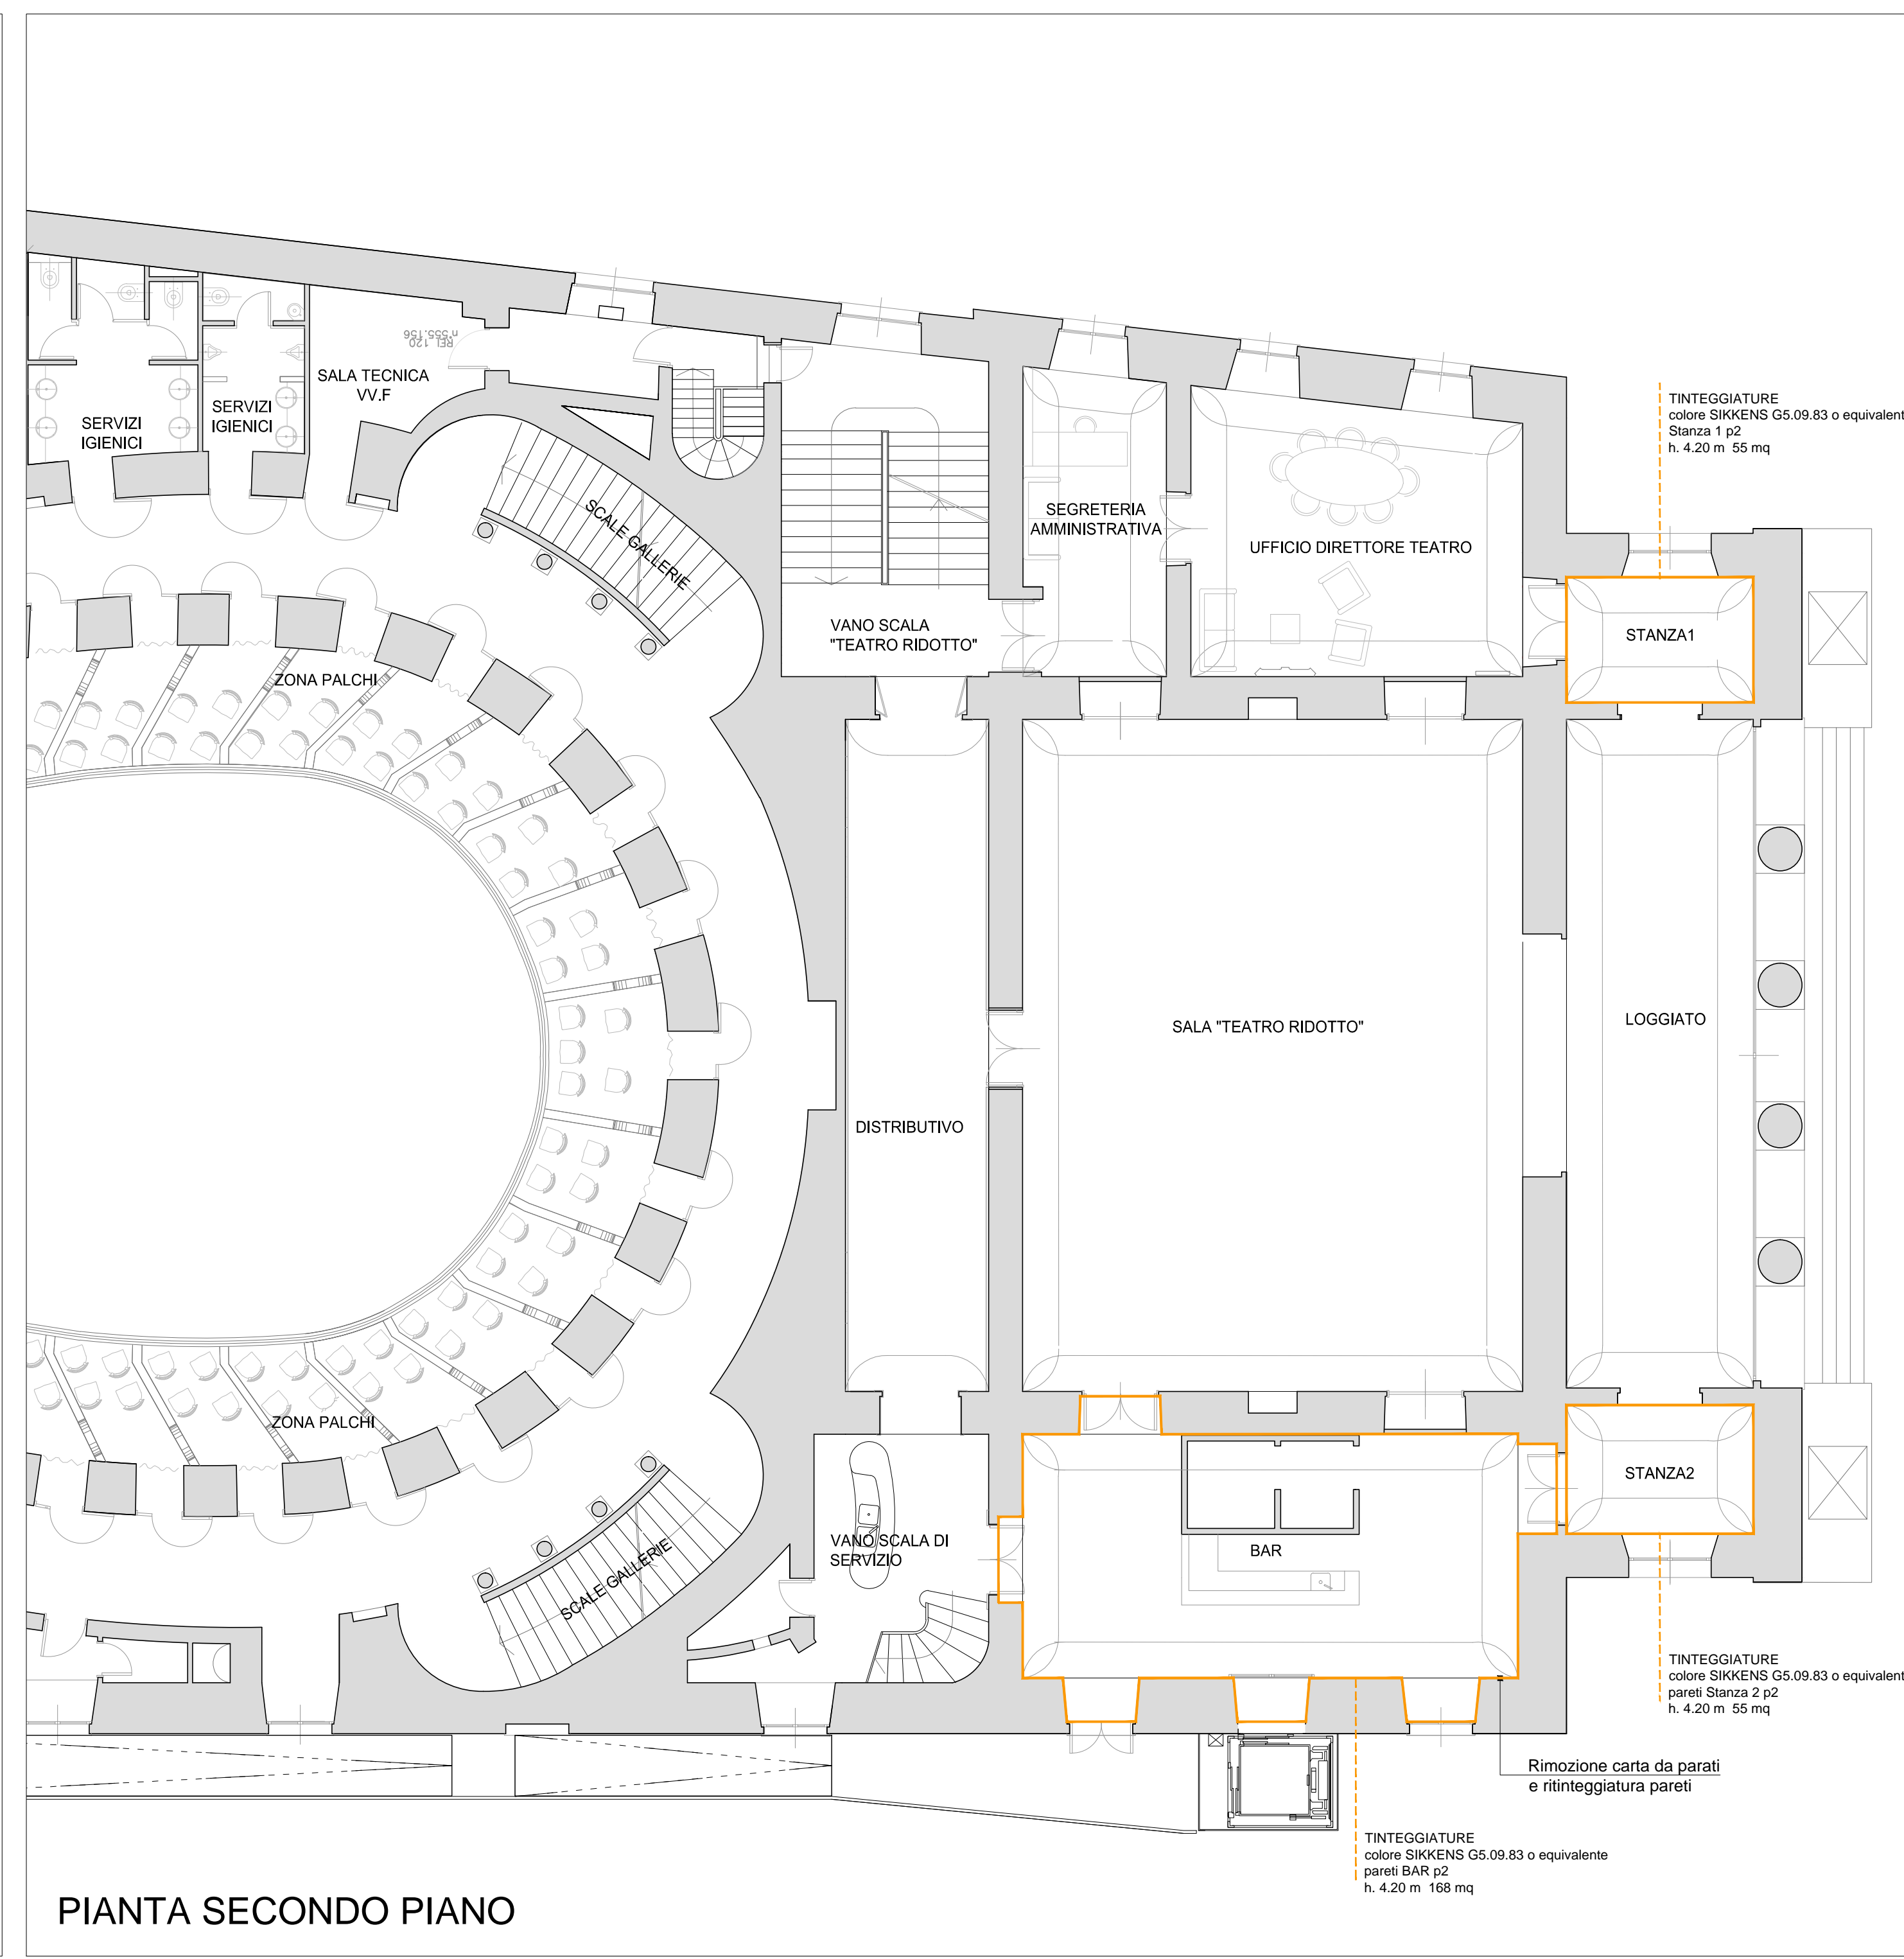 REI 120
n°555.156
SALA TECNICA
VV.F
SERVIZI
IGIENICI
SERVIZI
IGIENICI
TINTEGGIATURE
colore SIKKENS G5.09.83 o equivalent
Stanza 1 p2
h. 4.20 m  55 mq
SCALE GALLERIE
SEGRETERIA
AMMINISTRATIVA
UFFICIO DIRETTORE TEATRO
VANO SCALA
"TEATRO RIDOTTO"
STANZA1
ZONA PALCHI
SALA "TEATRO RIDOTTO"
LOGGIATO
DISTRIBUTIVO
ZONA PALCHI
STANZA2
VANO SCALA DI
SERVIZIO
BAR
SCALE GALLERIE
TINTEGGIATURE
colore SIKKENS G5.09.83 o equivalent
pareti Stanza 2 p2
h. 4.20 m  55 mq
Rimozione carta da parati
e ritinteggiatura pareti
TINTEGGIATURE
colore SIKKENS G5.09.83 o equivalente
pareti BAR p2
h. 4.20 m  168 mq
PIANTA SECONDO PIANO